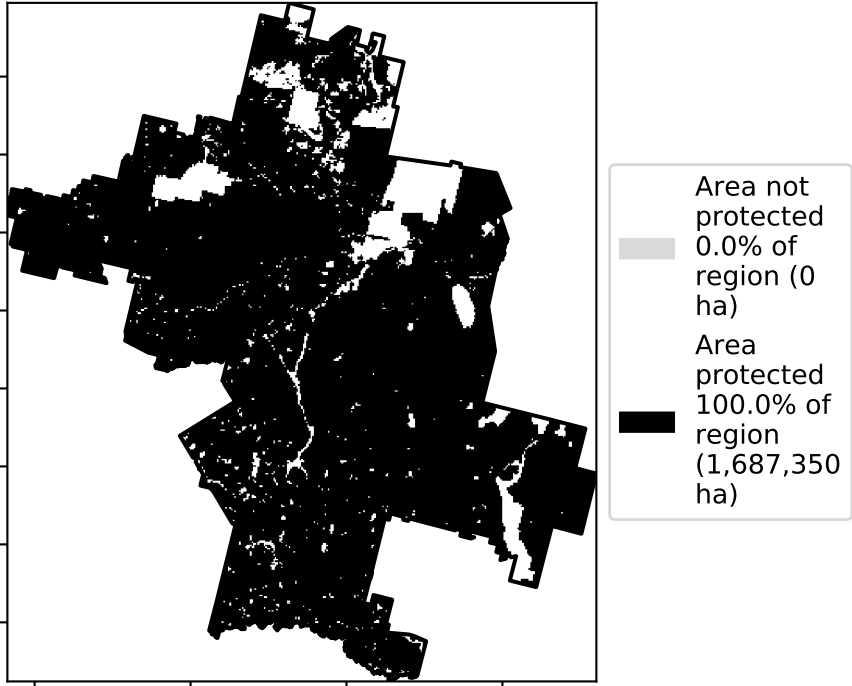 Area not
protected
0.0% of
region (0
ha)
Area
protected
100.0% of
region
(1,687,350
ha)